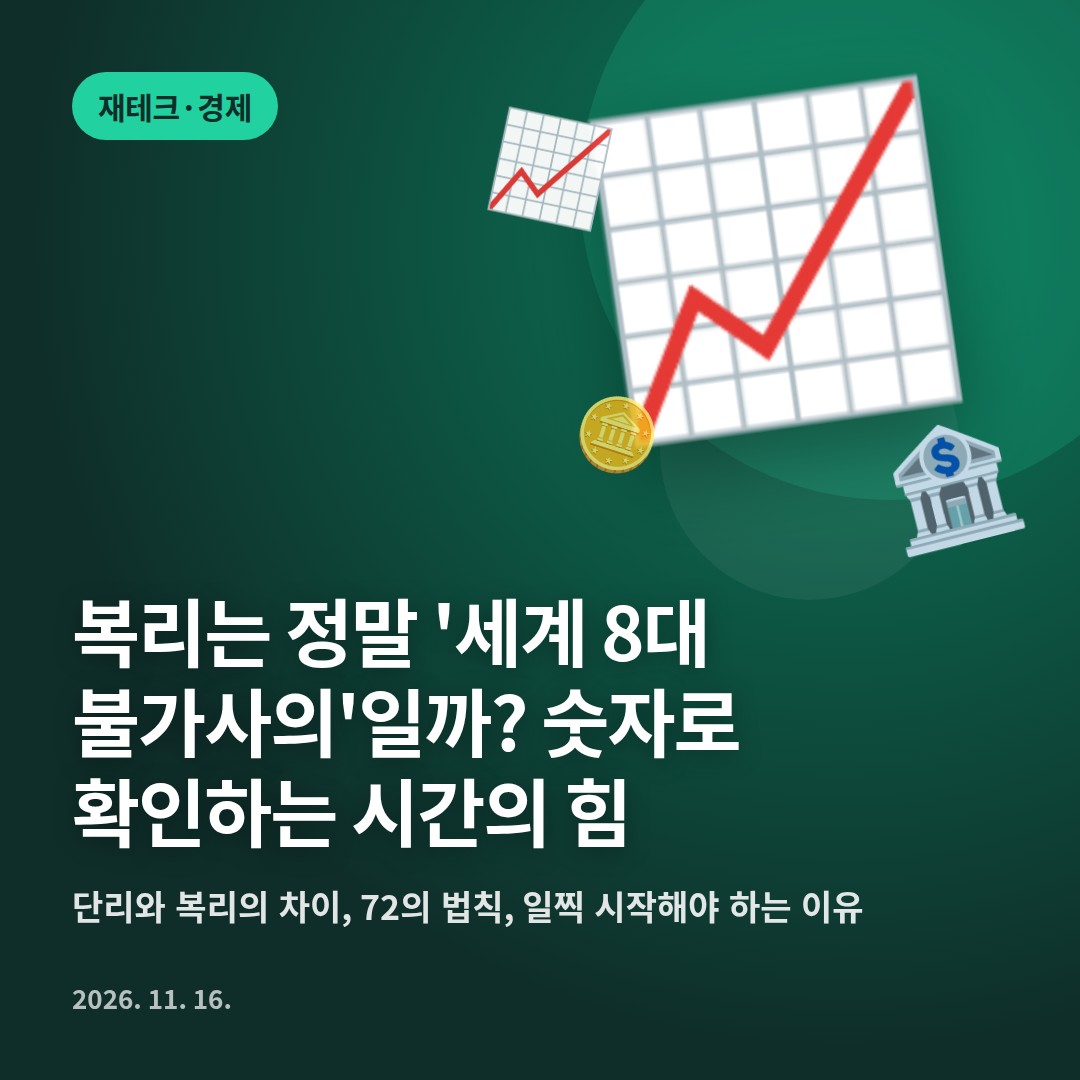 재테크·경제
복리는 정말 '세계 8대
불가사의'일까? 숫자로
확인하는 시간의 힘
단리와 복리의 차이, 72의 법칙, 일찍 시작해야 하는 이유
2026. 11. 16.